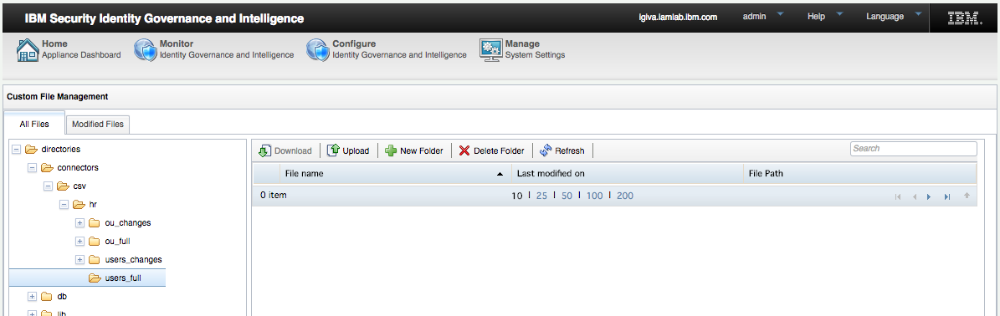 IBM Security Identity Governance and Intelligence igiva.iamlab.ibm.com admin Help Language IBM.
Home Monitor Configure Manage
Appliance Dashboard Identity Governance and Intelligence Identity Governance and Intelligence System Settings
Custom File Management
All Files Modified Files
directories
connectors
csv
hr
ou_changes
ou_full
users_changes
users_full
db
lib
Download Upload New Folder Delete Folder Refresh Search
File name Last modified on File Path
0 item 10 | 25 | 50 | 100 | 200